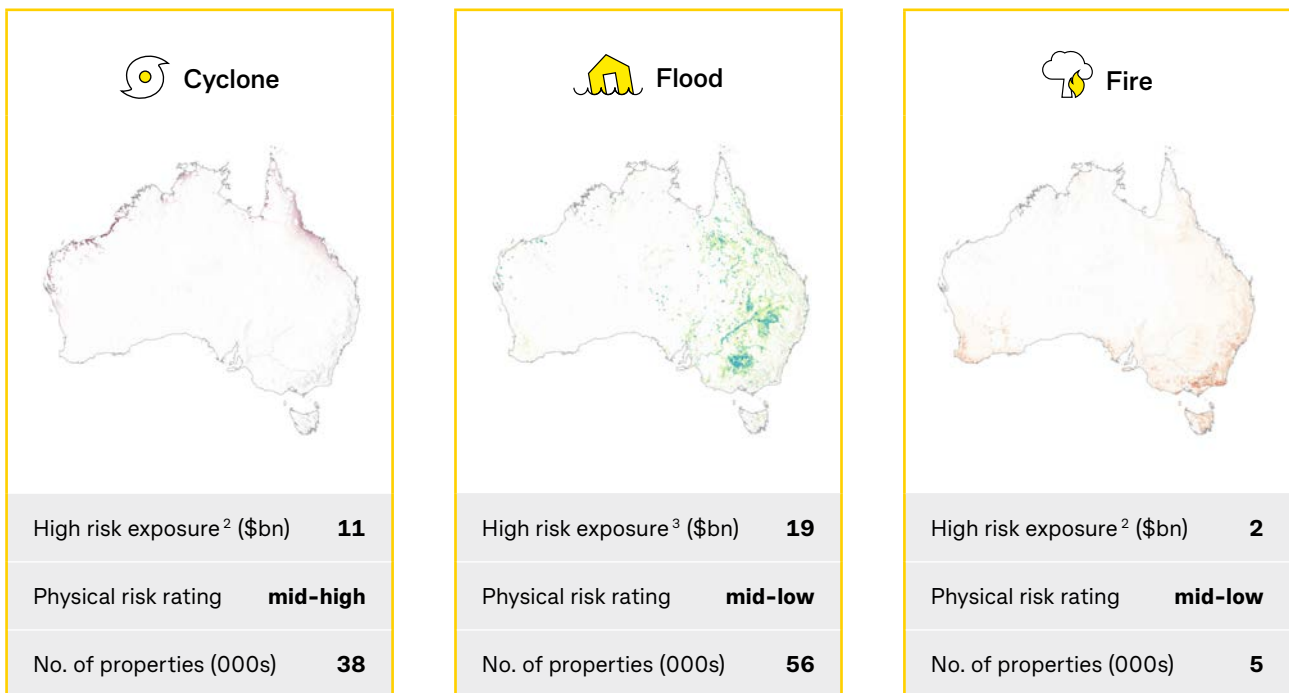 Cyclone
High risk exposure 2 ($bn) 11
Physical risk rating mid-high
No. of properties (000s) 38
Flood
High risk exposure 3 ($bn) 19
Physical risk rating mid-low
No. of properties (000s) 56
Fire
High risk exposure 2 ($bn) 2
Physical risk rating mid-low
No. of properties (000s) 5